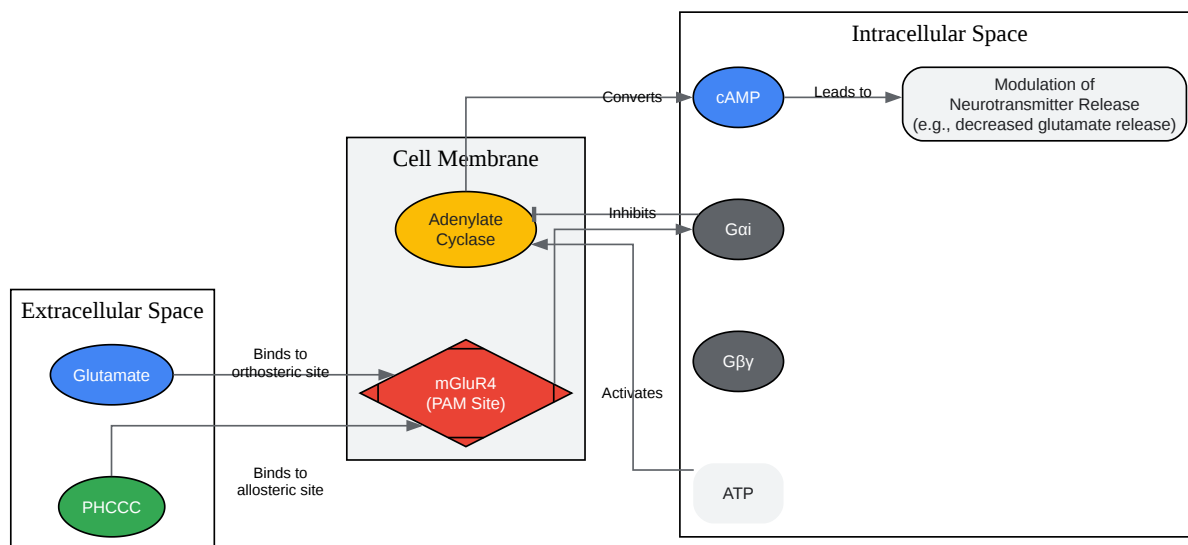 Intracellular Space
cAMP
Leads to
Modulation of
Neurotransmitter Release
(e.g., decreased glutamate release)
Converts
Cell Membrane
Adenylate
Cyclase
Inhibits
Gαi
Extracellular Space
Glutamate
Binds to
orthosteric site
mGluR4
(PAM Site)
Activates
Gβγ
PHCCC
Binds to
allosteric site
ATP